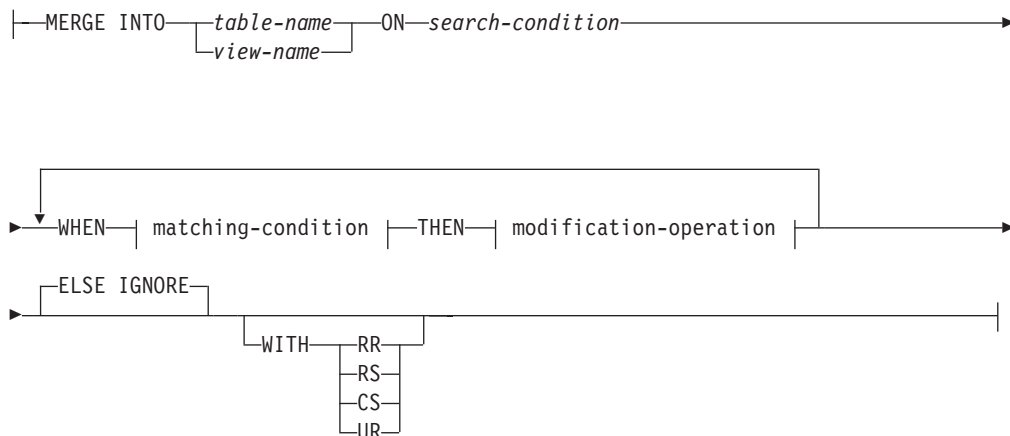 MERGE INTO table-name ON search-condition
view-name
WHEN matching-condition THEN modification-operation
ELSE IGNORE
WITH RR
RS
CS
UR